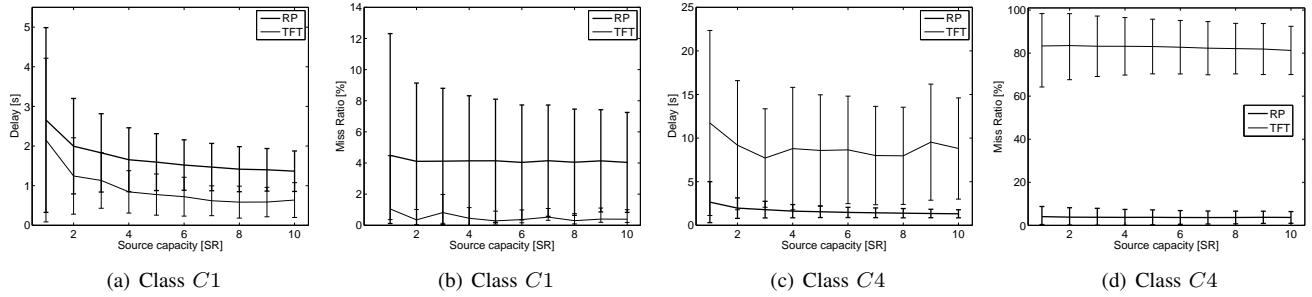 5
4
3
2
1
0
Delay [s]
2 4 6 8 10
Source capacity [SR]
RP
TFT
(a) Class C1
14
12
10
8
6
4
2
0
Miss Ratio [%]
2 4 6 8 10
Source capacity [SR]
RP
TFT
(b) Class C1
25
20
15
10
5
0
Delay [s]
2 4 6 8 10
Source capacity [SR]
RP
TFT
(c) Class C4
100
80
60
40
20
0
Miss Ratio [%]
2 4 6 8 10
Source capacity [SR]
RP
TFT
(d) Class C4